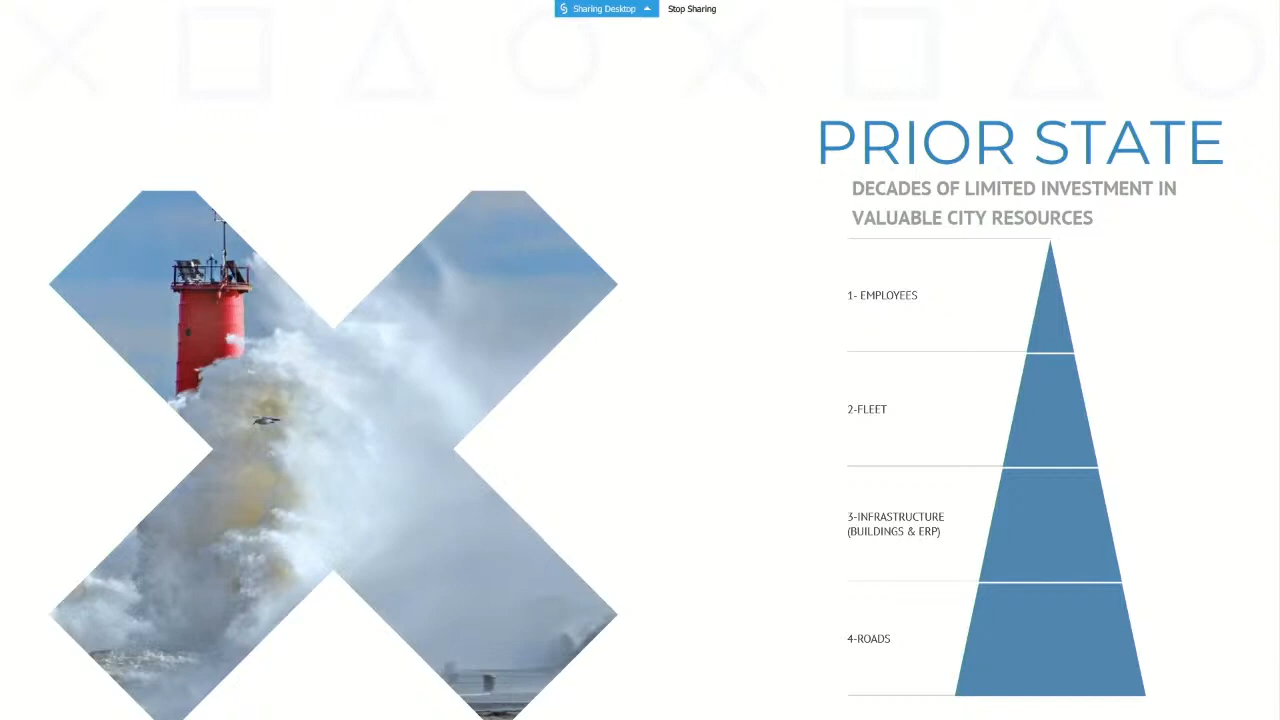 Sharing Desktop Stop Sharing
PRIOR STATE
DECADES OF LIMITED INVESTMENT IN
VALUABLE CITY RESOURCES
1- EMPLOYEES
2-FLEET
3-INFRASTRUCTURE
(BUILDINGS & ERP)
4-ROADS